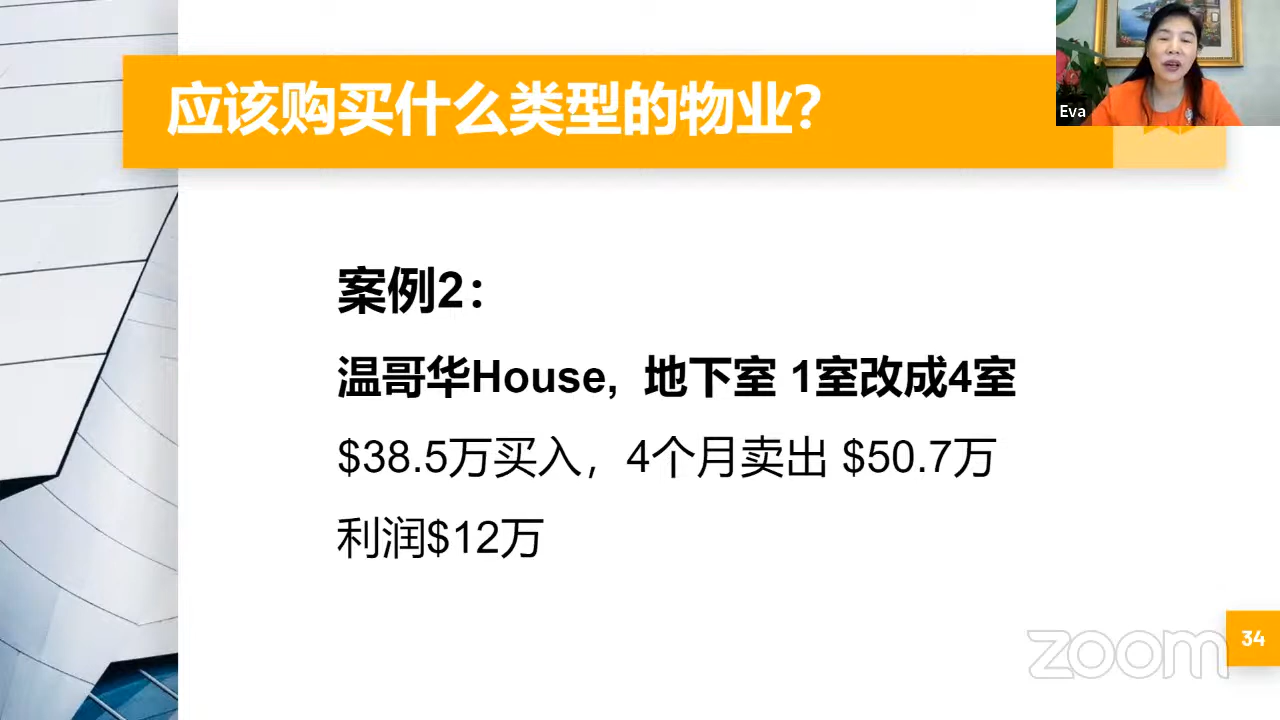 应该购买什么类型的物业？
Eva
案例2：
温哥华House, 地下室 1室改成4室
$38.5万买入，4个月卖出 $50.7万
利润$12万
zoom
34